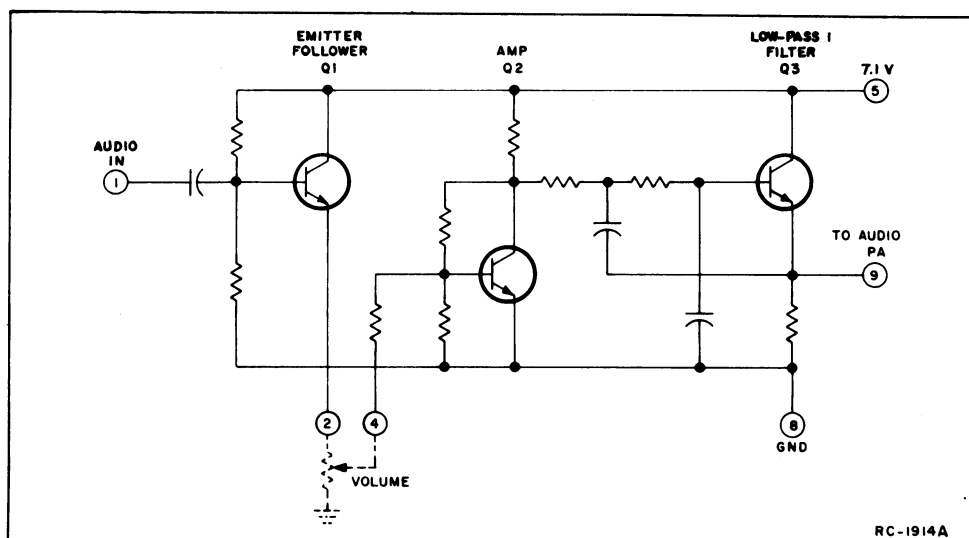 EMITTER
FOLLOWER
Q1
AMP
Q2
LOW-PASS I
FILTER
Q3
7.1 V
5
AUDIO
IN
1
TO AUDIO
PA
9
2
4
8
GND
VOLUME
RC-1914A